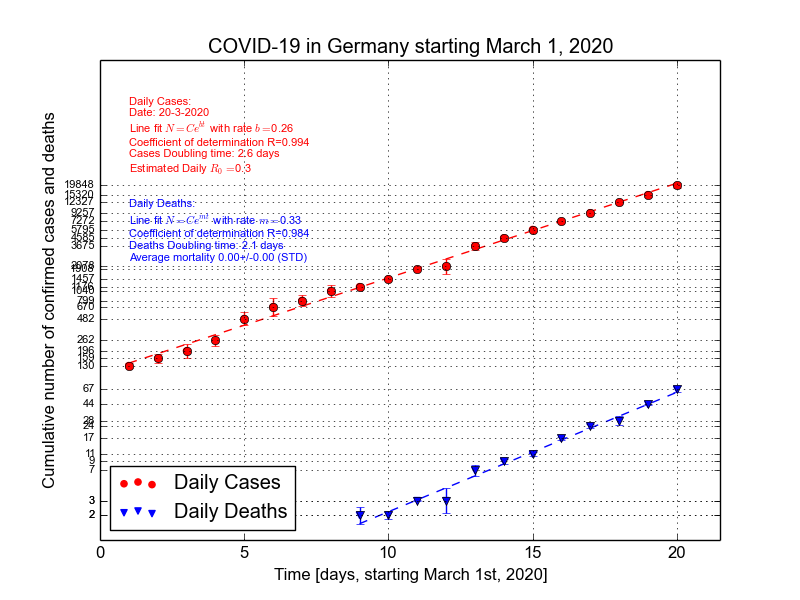 COVID-19 in Germany starting March 1, 2020
Cumulative number of confirmed cases and deaths
Daily Cases:
Date: 20-3-2020
Line fit N=Ce^{bt} with rate b=0.26
Coefficient of determination R=0.994
Cases Doubling time: 2.6 days
Estimated Daily R_0=0.3
Daily Deaths:
Line fit N=Ce^{mt} with rate m=0.33
Coefficient of determination R=0.984
Deaths Doubling time: 2.1 days
Average mortality 0.00+/-0.00 (STD)
19848
15320
12327
9257
7272
5795
4585
3675
2078
1908
1457
1176
1040
799
670
482
262
196
159
130
67
44
28
24
17
11
9
7
3
2
Daily Cases
Daily Deaths
0 5 10 15 20
Time [days, starting March 1st, 2020]